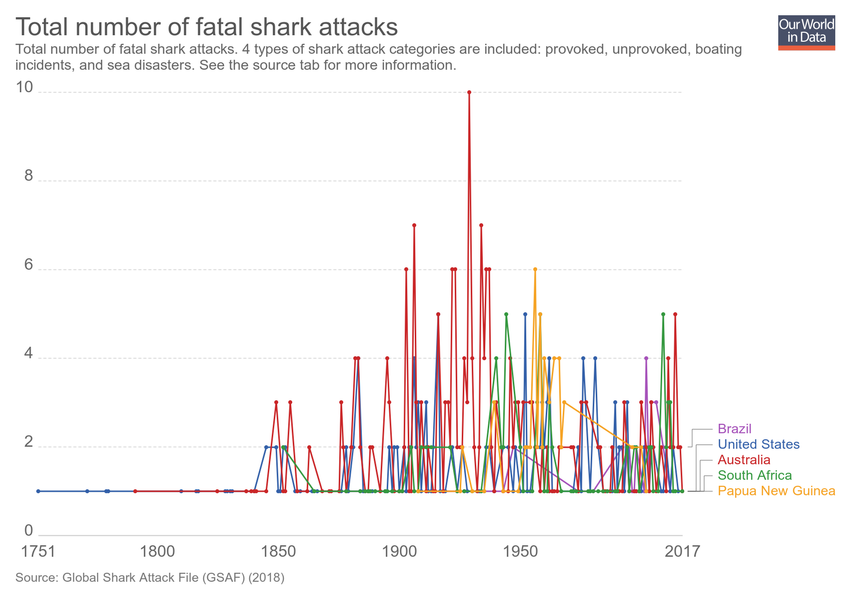 Total number of fatal shark attacks
Our World
in Data
Total number of fatal shark attacks. 4 types of shark attack categories are included: provoked, unprovoked, boating
incidents, and sea disasters. See the source tab for more information.
10
8
6
4
2
0
Brazil
United States
Australia
South Africa
Papua New Guinea
1751
1800
1850
1900
1950
2017
Source: Global Shark Attack File (GSAF) (2018)